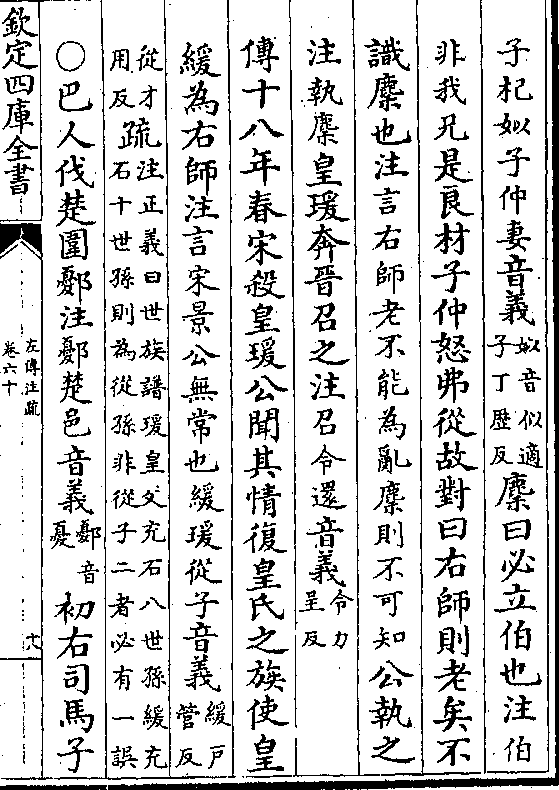 子杞姒子仲妻音義姒音似適
子丁歷反麇曰必立伯也注伯
非我兄是良材子仲怒弗從故對曰右師則老矣不
識麇也注言右師老不能為亂麇則不可知公執之
注執麇皇瑗奔晉召之注召令還音義令力
呈反
傳十八年春宋殺皇瑗公聞其情復皇氏之族使皇
緩為右師注言宋景公無常也緩瑗從子音義緩戶
管反
從才
用反疏注正義曰世族譜瑗皇父充石八世孫緩充
石十世孫則為從孫非從子二者必有一誤
○巴人伐楚圍鄾注鄾楚邑音義鄾音
憂初右司馬子
欽定四庫全書
左傳注疏
卷六十
十八